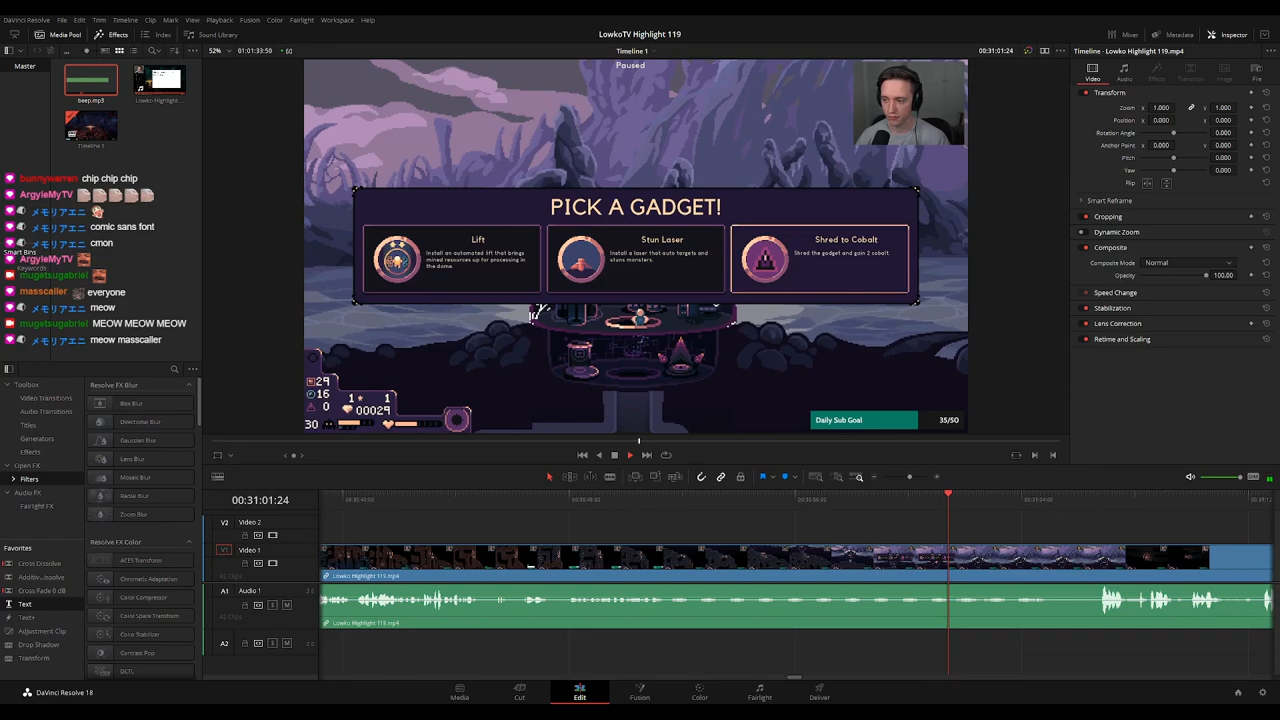 DaVinci Resolve File Edit Trim Timeline Clip Mark View Playback Fusion Color Fairlight Workspace Help
Media Pool Effects Index Sound Library
LowkoTV Highlight 119
Mixer Metadata Inspector
52% 01:01:33:50
Timeline 1
00:31:01:24
Timeline - Lowko Highlight 119.mp4
Master
beep.mp3
Lowko Highlight ...
Timeline 1
bunnywarren chip chip chip
ArgyleMyTV
メモリアエニ
メモリアエニ comic sans font
メモリアエニ cmon
Smart Bins
ArgyleMyTV
Keywords
mugetsugabriel
masscaller everyone
メモリアエニ meow
mugetsugabriel MEOW MEOW MEOW
メモリアエニ meow masscaller
Paused
PICK A GADGET!
Lift
Install an automated lift that brings
mined resources up for processing in
the dome.
Stun Laser
Install a laser that auto targets and
stuns monsters.
Shred to Cobalt
Shred the gadget and gain 2 cobalt.
29
16
0
1 1
00029
30
Daily Sub Goal 35/50
Video Audio Effects Transition Image File
Transform
Zoom X 1.000 Y 1.000
Position X 0.000 Y 0.000
Rotation Angle 0.000
Anchor Point X 0.000 Y 0.000
Pitch 0.000
Yaw 0.000
Flip
Smart Reframe
Cropping
Dynamic Zoom
Composite
Composite Mode Normal
Opacity 100.00
Speed Change
Stabilization
Lens Correction
Retime and Scaling
Toolbox
Video Transitions
Audio Transitions
Titles
Generators
Effects
Open FX
Filters
Audio FX
Fairlight FX
Favorites
Cross Dissolve
Additiv...issolve
Cross Fade 0 dB
Text
Text+
Adjustment Clip
Drop Shadow
Transform
Resolve FX Blur
Box Blur
Directional Blur
Gaussian Blur
Lens Blur
Mosaic Blur
Radial Blur
Zoom Blur
Resolve FX Color
ACES Transform
Chromatic Adaptation
Color Compressor
Color Space Transform
Color Stabilizer
Contrast Pop
DCTL
DIM
00:31:01:24
V2 Video 2
V1 V1 Video 1
Lowko Highlight 119.mp4
A1 Audio 1 2.0
S M
Lowko Highlight 119.mp4
A2
S M
DaVinci Resolve 18
Media Cut Edit Fusion Color Fairlight Deliver